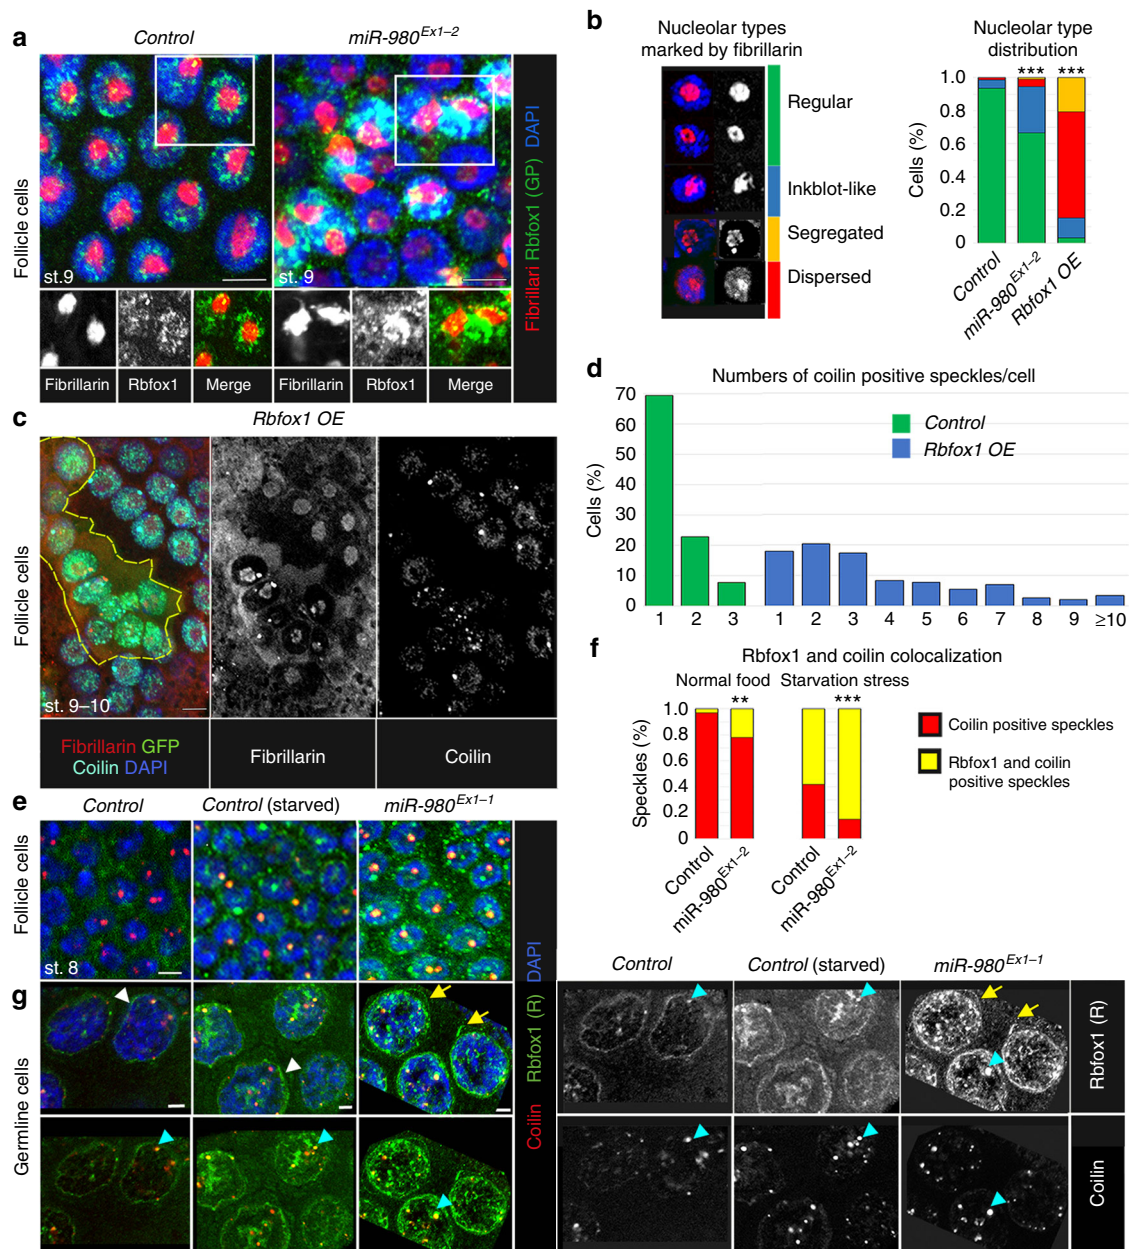 a
Control
miR-980Ex1–2
Follicle cells
st.9
st. 9
Fibrillari Rbfox1 (GP) DAPI
Fibrillarin
Rbfox1
Merge
Fibrillarin
Rbfox1
Merge
b
Nucleolar types
marked by fibrillarin
Regular
Inkblot-like
Segregated
Dispersed
Nucleolar type
distribution
*** ***
Cells (%)
1.0
0.8
0.6
0.4
0.2
0
Control
miR-980Ex1–2
Rbfox1 OE
c
Rbfox1 OE
Follicle cells
st. 9–10
Fibrillarin GFP
Coilin DAPI
Fibrillarin
Coilin
d
Numbers of coilin positive speckles/cell
Control
Rbfox1 OE
Cells (%)
70
60
50
40
30
20
10
0
1 2 3 1 2 3 4 5 6 7 8 9 ≥10
e
Control
Control (starved)
miR-980Ex1–1
Follicle cells
st. 8
f
Rbfox1 and coilin colocalization
Normal food
Starvation stress
** ***
Speckles (%)
1.0
0.8
0.6
0.4
0.2
0
Control
miR-980Ex1–2
Control
miR-980Ex1–2
Coilin positive speckles
Rbfox1 and coilin
positive speckles
g
Germline cells
Coilin Rbfox1 (R) DAPI
Control
Control (starved)
miR-980Ex1–1
Rbfox1 (R)
Coilin